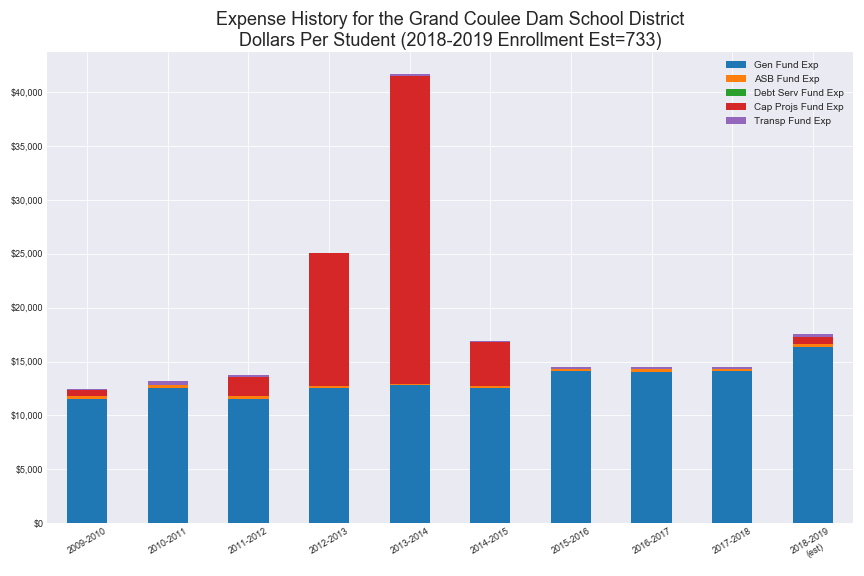 Expense History for the Grand Coulee Dam School District
Dollars Per Student (2018-2019 Enrollment Est=733)
Gen Fund Exp
ASB Fund Exp
Debt Serv Fund Exp
Cap Projs Fund Exp
Transp Fund Exp
$40,000
$35,000
$30,000
$25,000
$20,000
$15,000
$10,000
$5,000
$0
2009-2010
2010-2011
2011-2012
2012-2013
2013-2014
2014-2015
2015-2016
2016-2017
2017-2018
2018-2019
(est)